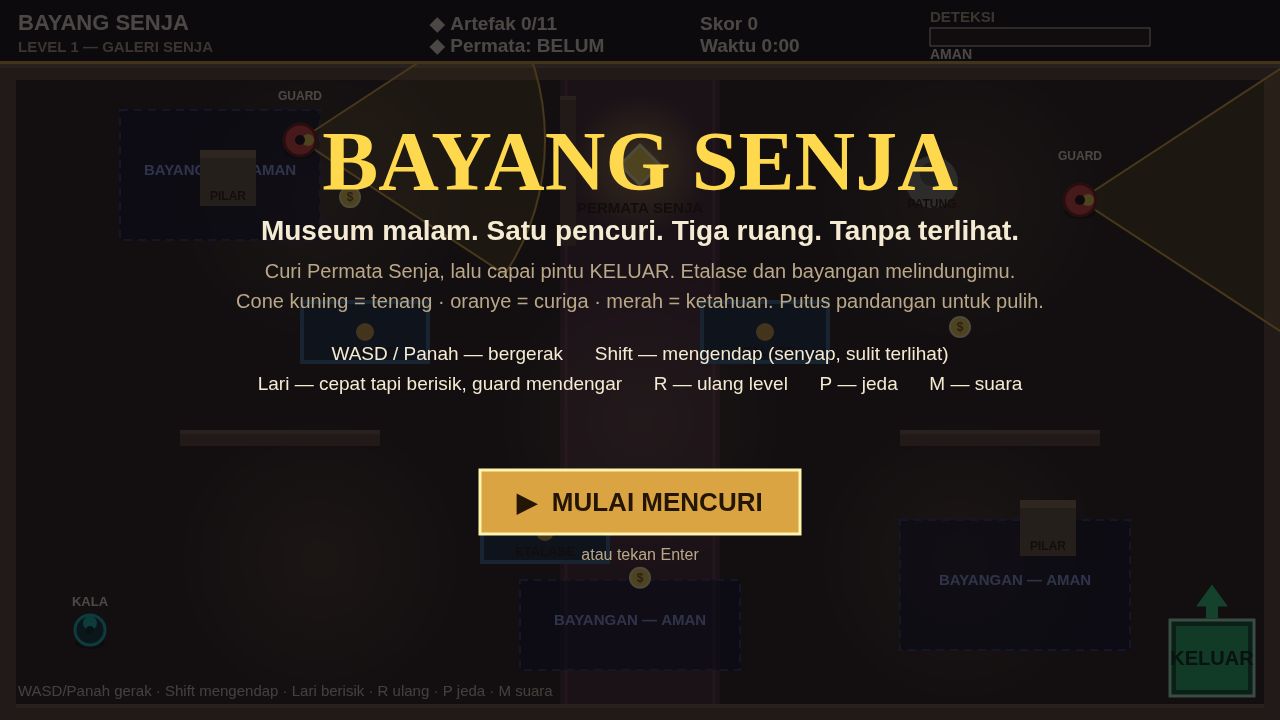 BAYANG SENJA
LEVEL 1 — GALERI SENJA
◆ Artefak 0/11
◆ Permata: BELUM
Skor 0
Waktu 0:00
DETEKSI
AMAN
GUARD
GUARD
BAYANG AMAN
PILAR
$
BAYANG SENJA
PERMATA SENJA
PATUNG
Museum malam. Satu pencuri. Tiga ruang. Tanpa terlihat.
Curi Permata Senja, lalu capai pintu KELUAR. Etalase dan bayangan melindungimu.
Cone kuning = tenang · oranye = curiga · merah = ketahuan. Putus pandangan untuk pulih.
$
WASD / Panah — bergerak Shift — mengendap (senyap, sulit terlihat)
Lari — cepat tapi berisik, guard mendengar R — ulang level P — jeda M — suara
▶ MULAI MENCURI
ETALASE
atau tekan Enter
$
PILAR
BAYANGAN — AMAN
BAYANGAN — AMAN
KALA
KELUAR
WASD/Panah gerak · Shift mengendap · Lari berisik · R ulang · P jeda · M suara